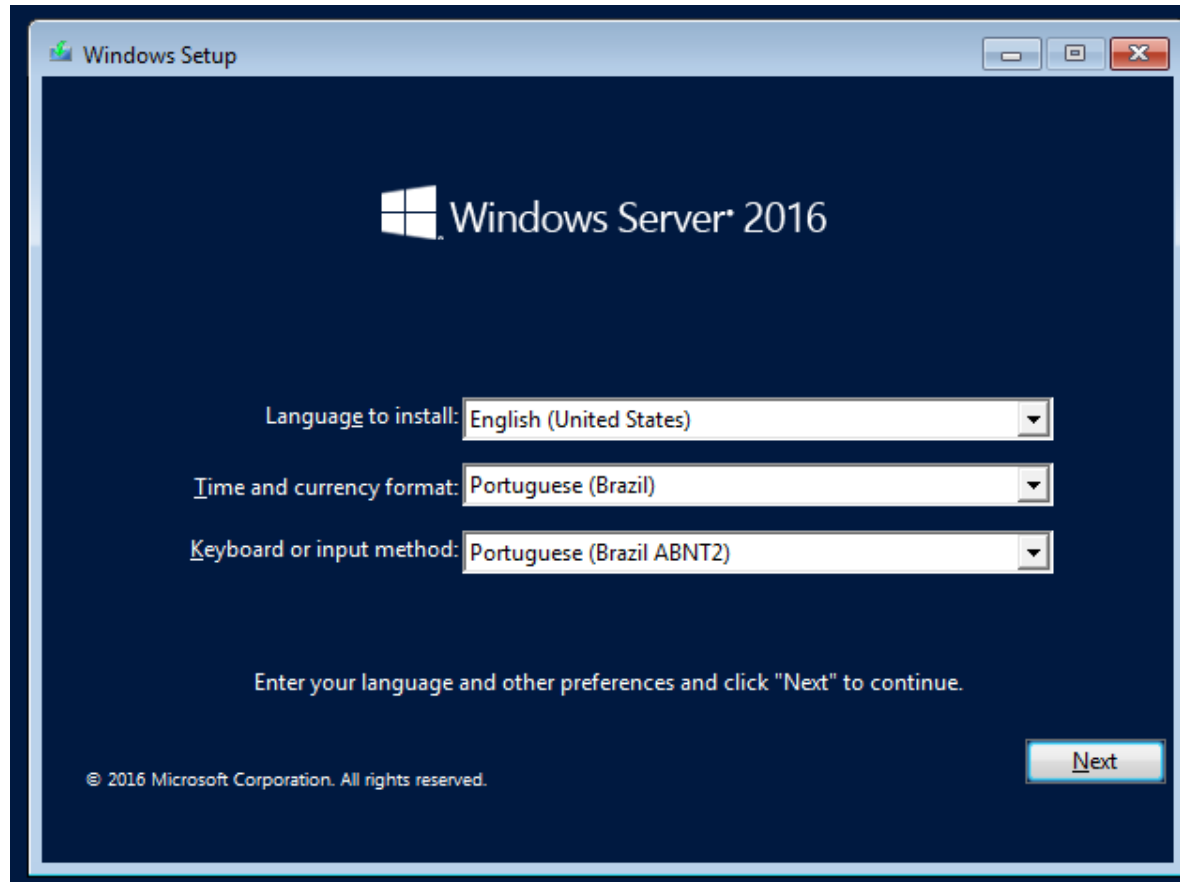 Windows Setup
Windows Server® 2016
Language to install: English (United States)
Time and currency format: Portuguese (Brazil)
Keyboard or input method: Portuguese (Brazil ABNT2)
Enter your language and other preferences and click "Next" to continue.
Next
© 2016 Microsoft Corporation. All rights reserved.